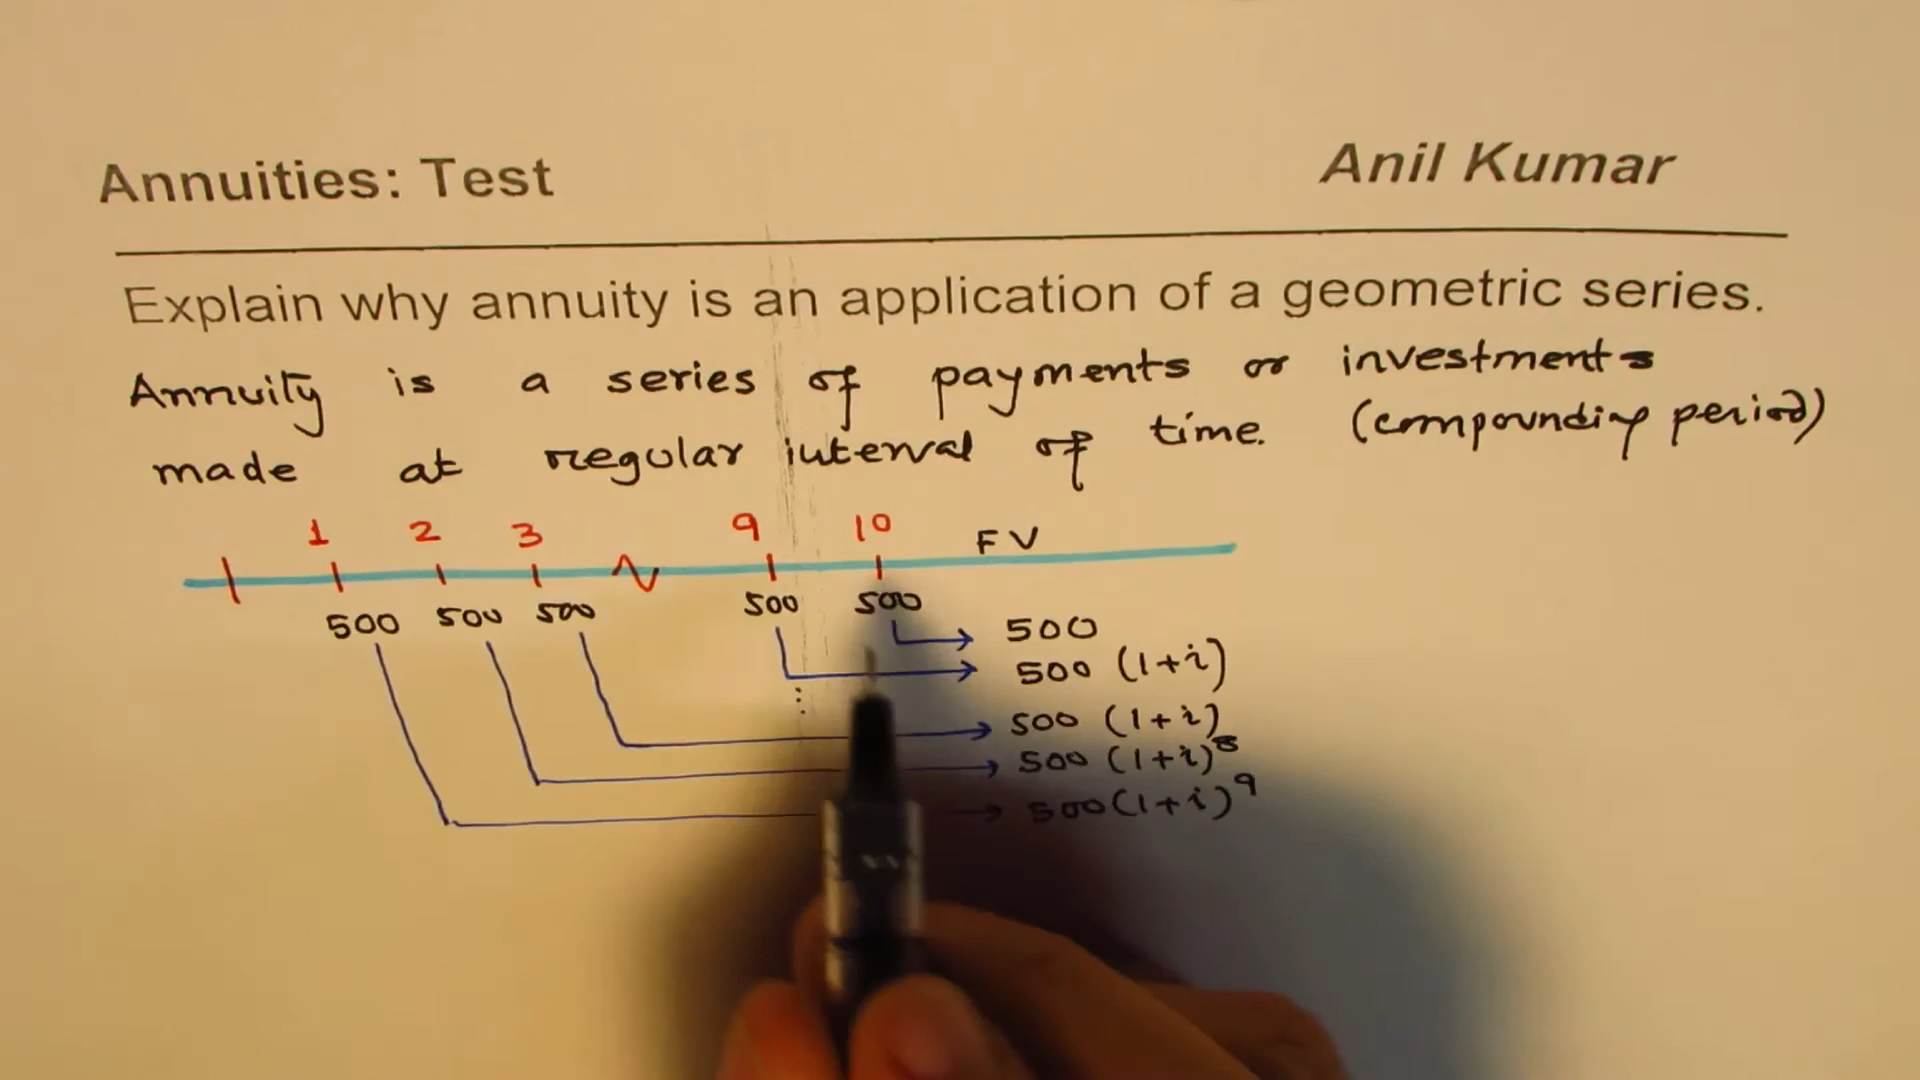 Annuities: Test Anil Kumar
Explain why annuity is an application of a geometric series.
Annuity is a series of payments or investments
made at regular interval of time. (compounding period)
1 2 3 9 10 FV
500 500 500 500 500
500
500 (1+i)
500 (1+i)
500 (1+i)⁸
500(1+i)⁹